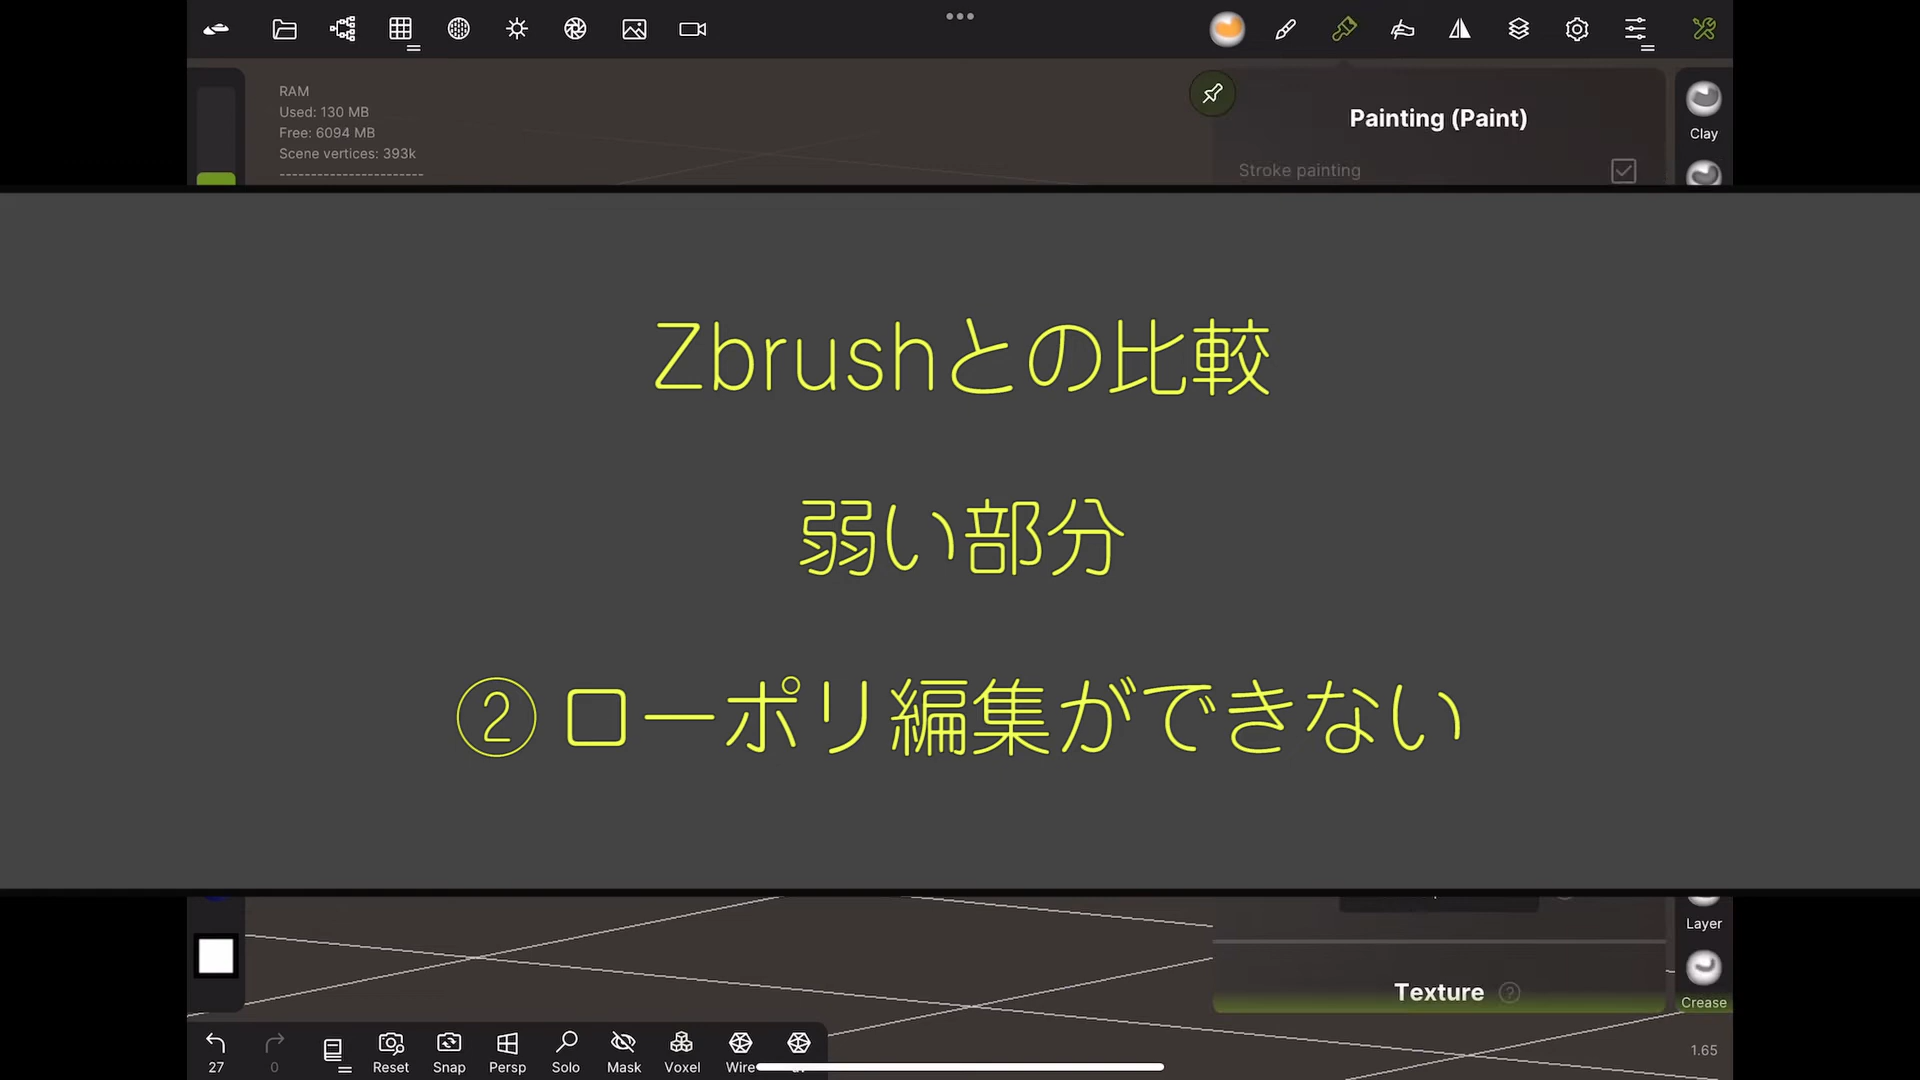 RAM
Used: 130 MB
Free: 6094 MB
Scene vertices: 393k
------------------------
Painting (Paint)
Stroke painting
Clay
Zbrushとの比較
弱い部分
② ローポリ編集ができない
Layer
Texture ?
Crease
1.65
27
0
Reset
Snap
Persp
Solo
Mask
Voxel
Wire